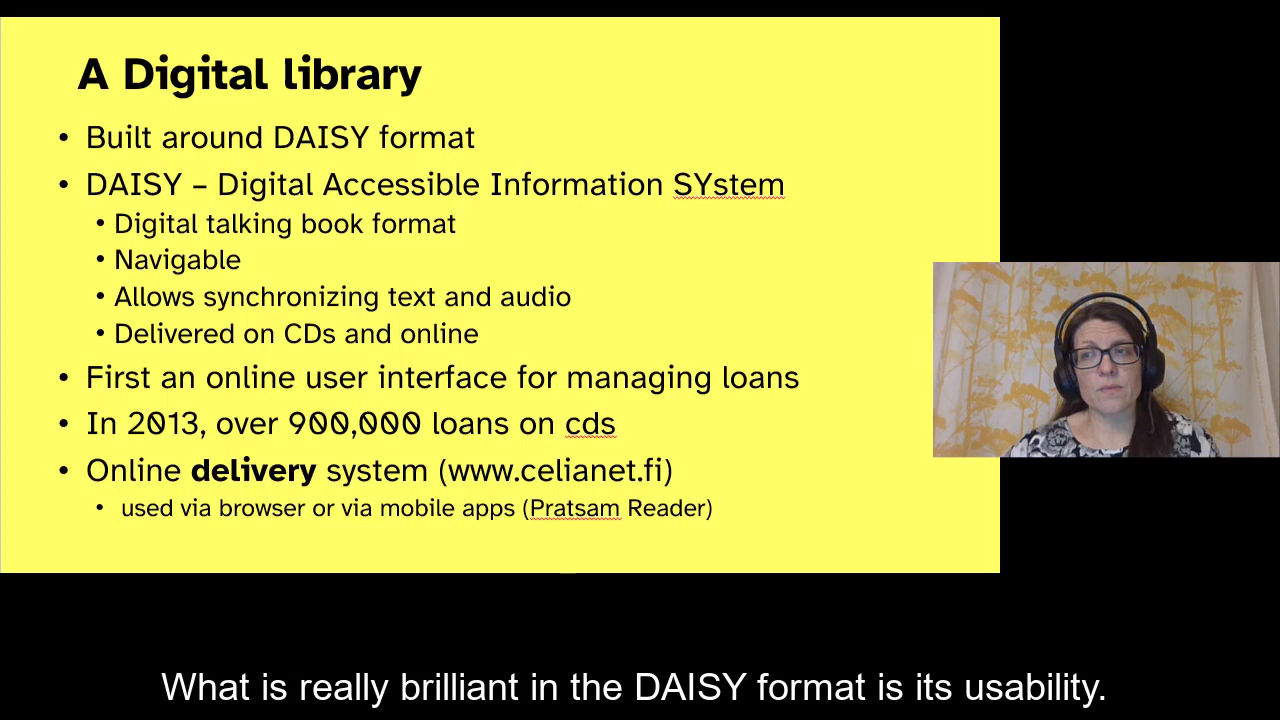 A Digital library
• Built around DAISY format
• DAISY – Digital Accessible Information SYstem
• Digital talking book format
• Navigable
• Allows synchronizing text and audio
• Delivered on CDs and online
• First an online user interface for managing loans
• In 2013, over 900,000 loans on cds
• Online delivery system (www.celianet.fi)
• used via browser or via mobile apps (Pratsam Reader)
What is really brilliant in the DAISY format is its usability.